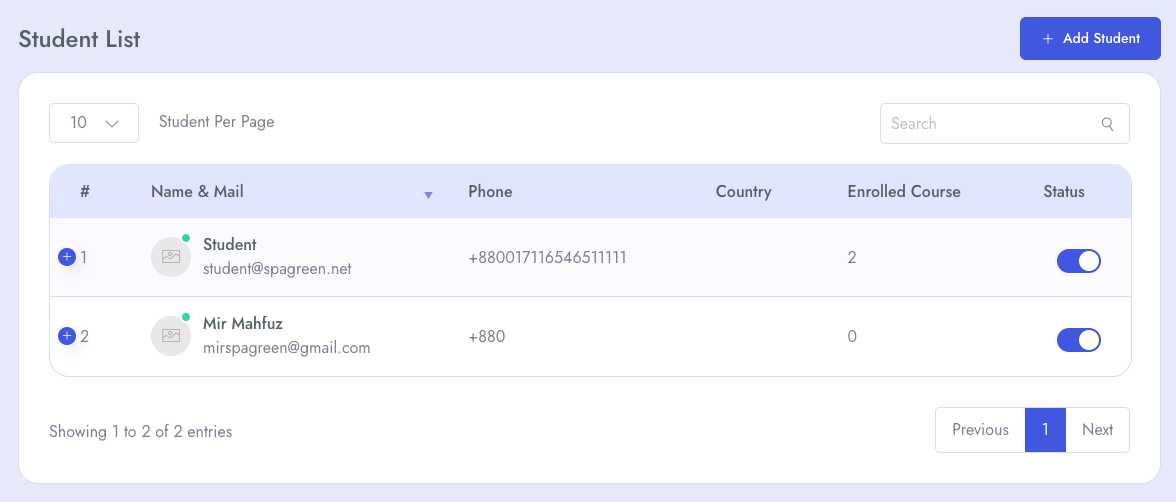 Student List
+ Add Student
10 Student Per Page Search
# Name & Mail Phone Country Enrolled Course Status
1 Student student@spagreen.net +880017116546511111 2
2 Mir Mahfuz mirspagreen@gmail.com +880 0
Showing 1 to 2 of 2 entries
Previous 1 Next